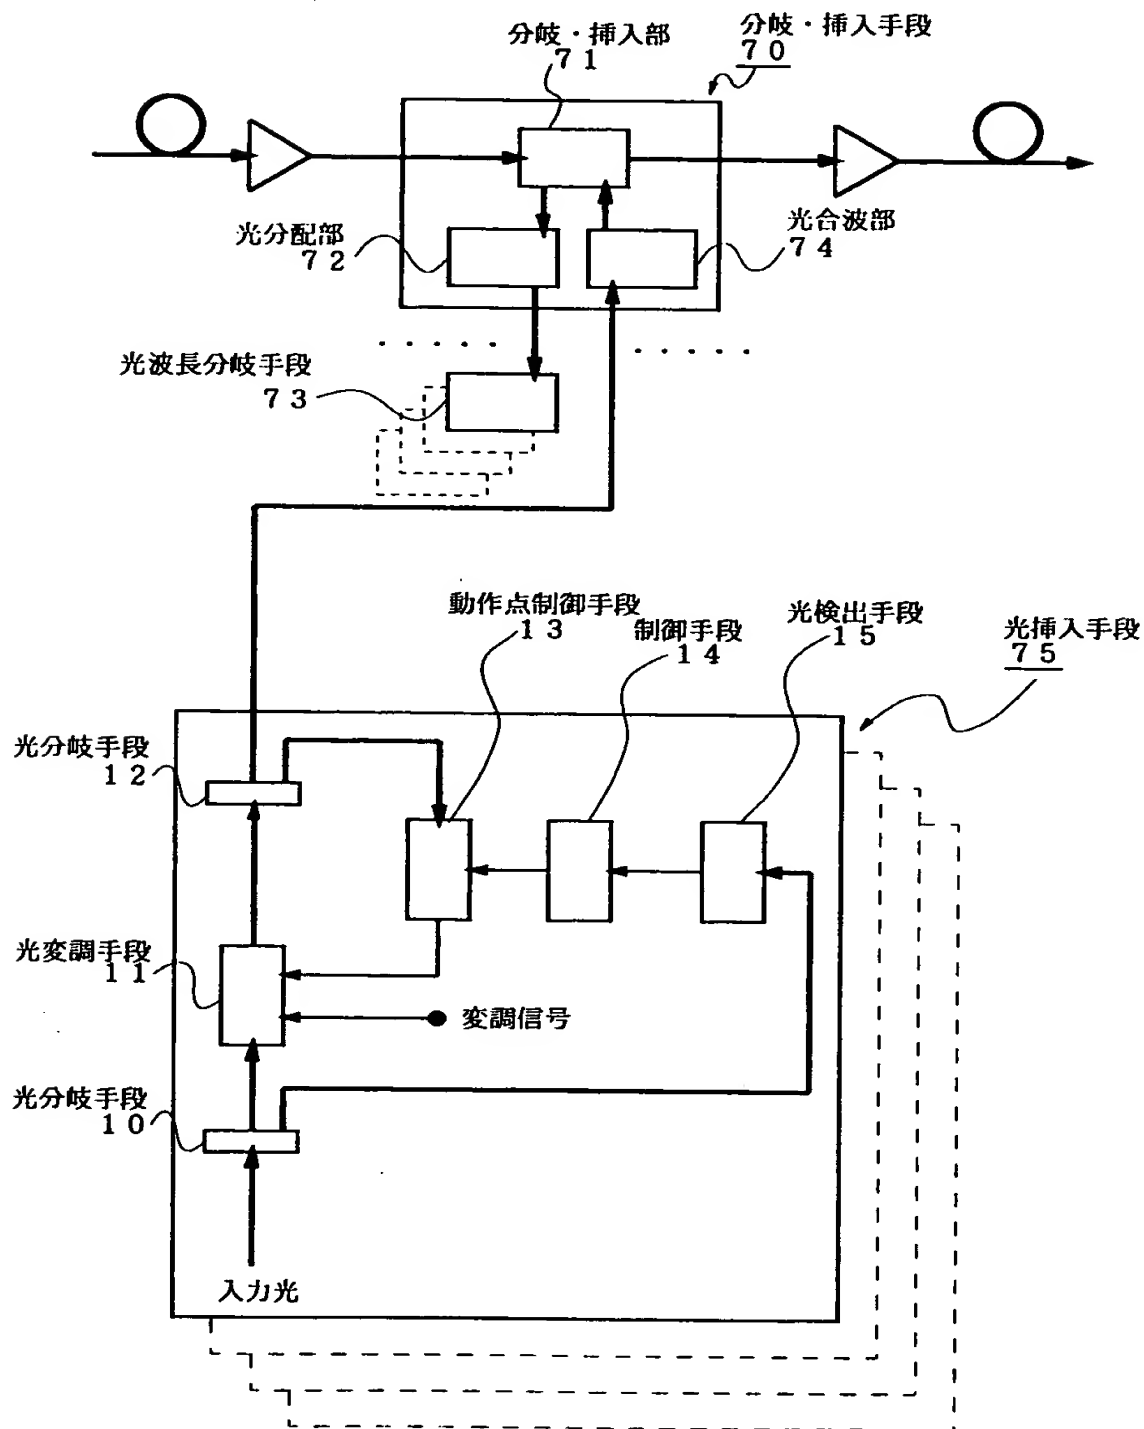 分岐・挿入手段
７０
分岐・挿入部
７１
光分配部
７２
光合波部
７４
光波長分岐手段
７３
動作点制御手段
１３
制御手段
１４
光検出手段
１５
光挿入手段
７５
光分岐手段
１２
光変調手段
１１
変調信号
光分岐手段
１０
入力光